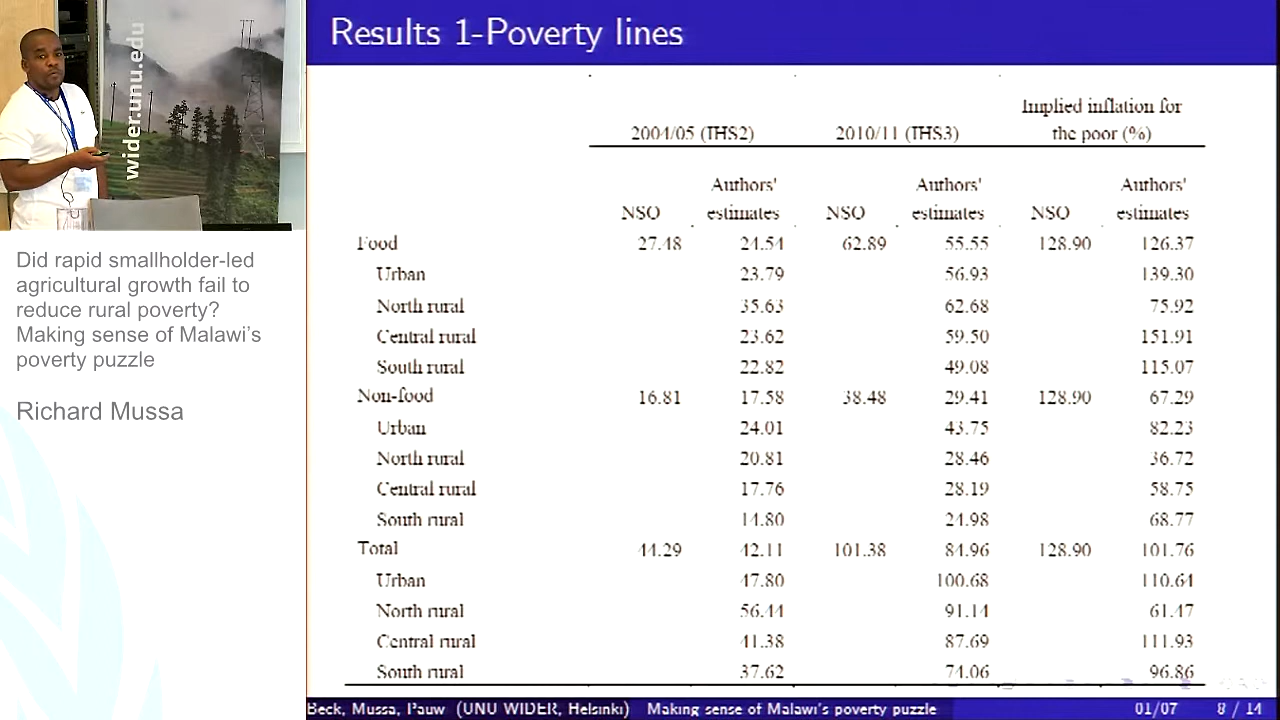 Results 1-Poverty lines
wider.unu.edu
Did rapid smallholder-led
agricultural growth fail to
reduce rural poverty?
Making sense of Malawi's
poverty puzzle
Richard Mussa
Implied inflation for
2004/05 (IHS2) 2010/11 (IHS3) the poor (%)
Authors' Authors' Authors'
NSO estimates NSO estimates NSO estimates
Food 27.48 24.54 62.89 55.55 128.90 126.37
Urban 23.79 56.93 139.30
North rural 35.63 62.68 75.92
Central rural 23.62 59.50 151.91
South rural 22.82 49.08 115.07
Non-food 16.81 17.58 38.48 29.41 128.90 67.29
Urban 24.01 43.75 82.23
North rural 20.81 28.46 36.72
Central rural 17.76 28.19 58.75
South rural 14.80 24.98 68.77
Total 44.29 42.11 101.38 84.96 128.90 101.76
Urban 47.80 100.68 110.64
North rural 56.44 91.14 61.47
Central rural 41.38 87.69 111.93
South rural 37.62 74.06 96.86
Beck, Mussa, Pauw (UNU WIDER, Helsinki) Making sense of Malawi's poverty puzzle 01/07 8 / 14